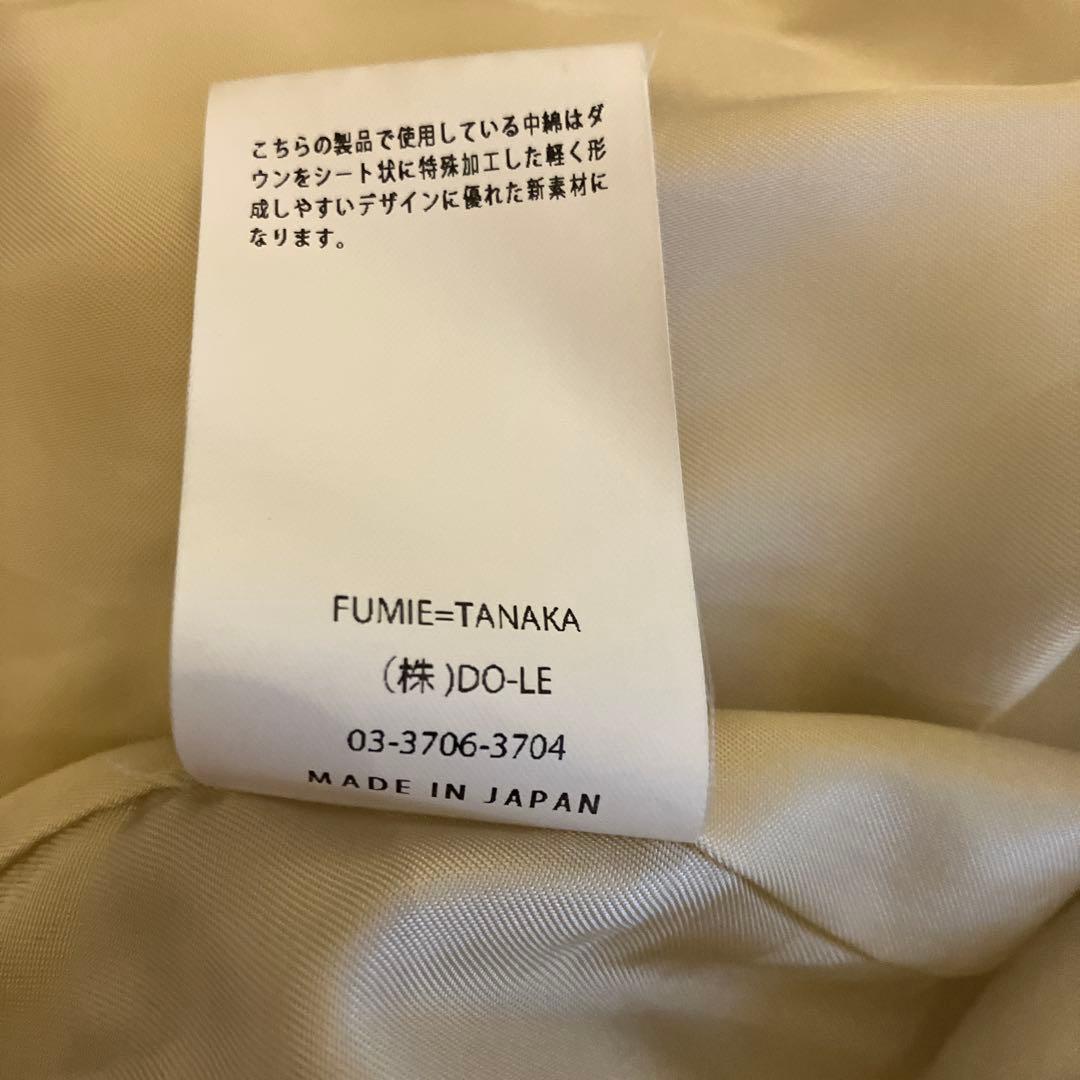 こちらの製品で使用している中綿はダ
ウンをシート状に特殊加工した軽く形
成しやすいデザインに優れた新素材に
なります。
FUMIE=TANAKA
(株)DO-LE
03-3706-3704
MADE IN JAPAN